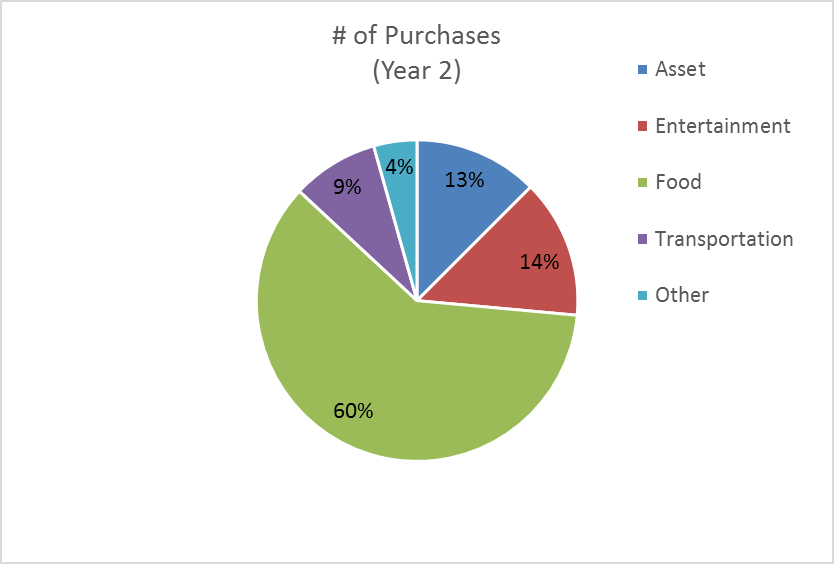 # of Purchases
(Year 2)
Asset
Entertainment
Food
Transportation
Other
4%
13%
9%
14%
60%